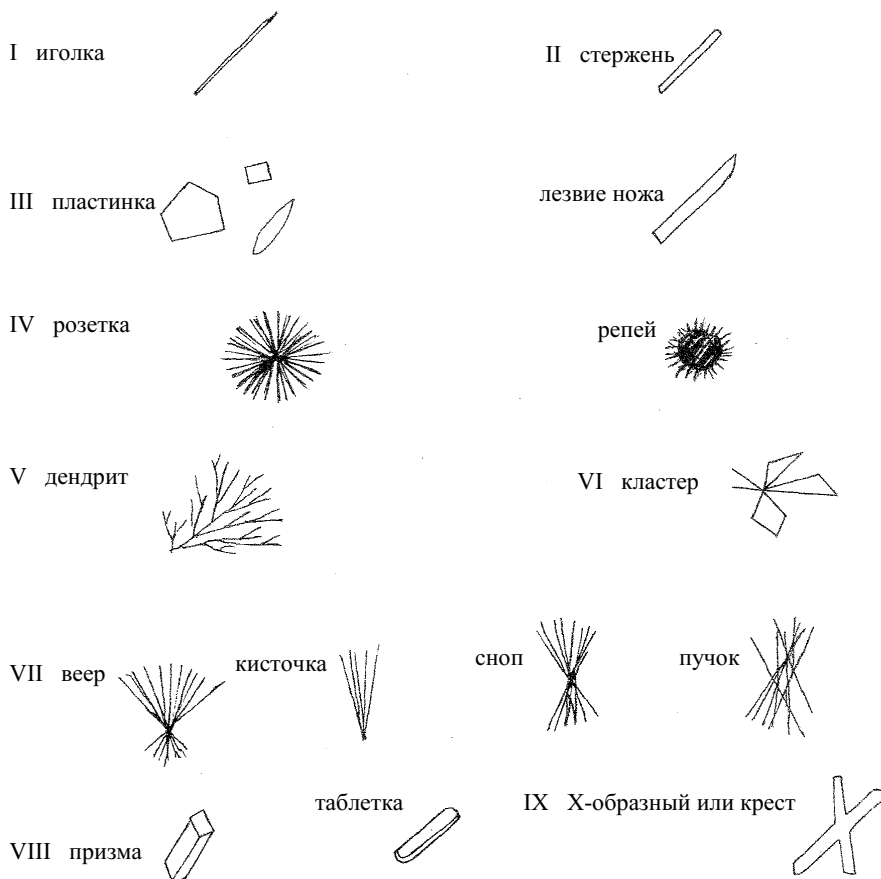 I иголка
II стержень
III пластинка
лезвие ножа
IV розетка
репей
V дендрит
VI кластер
VII веер
кисточка
сноп
пучок
VIII призма
таблетка
IX X-образный или крест